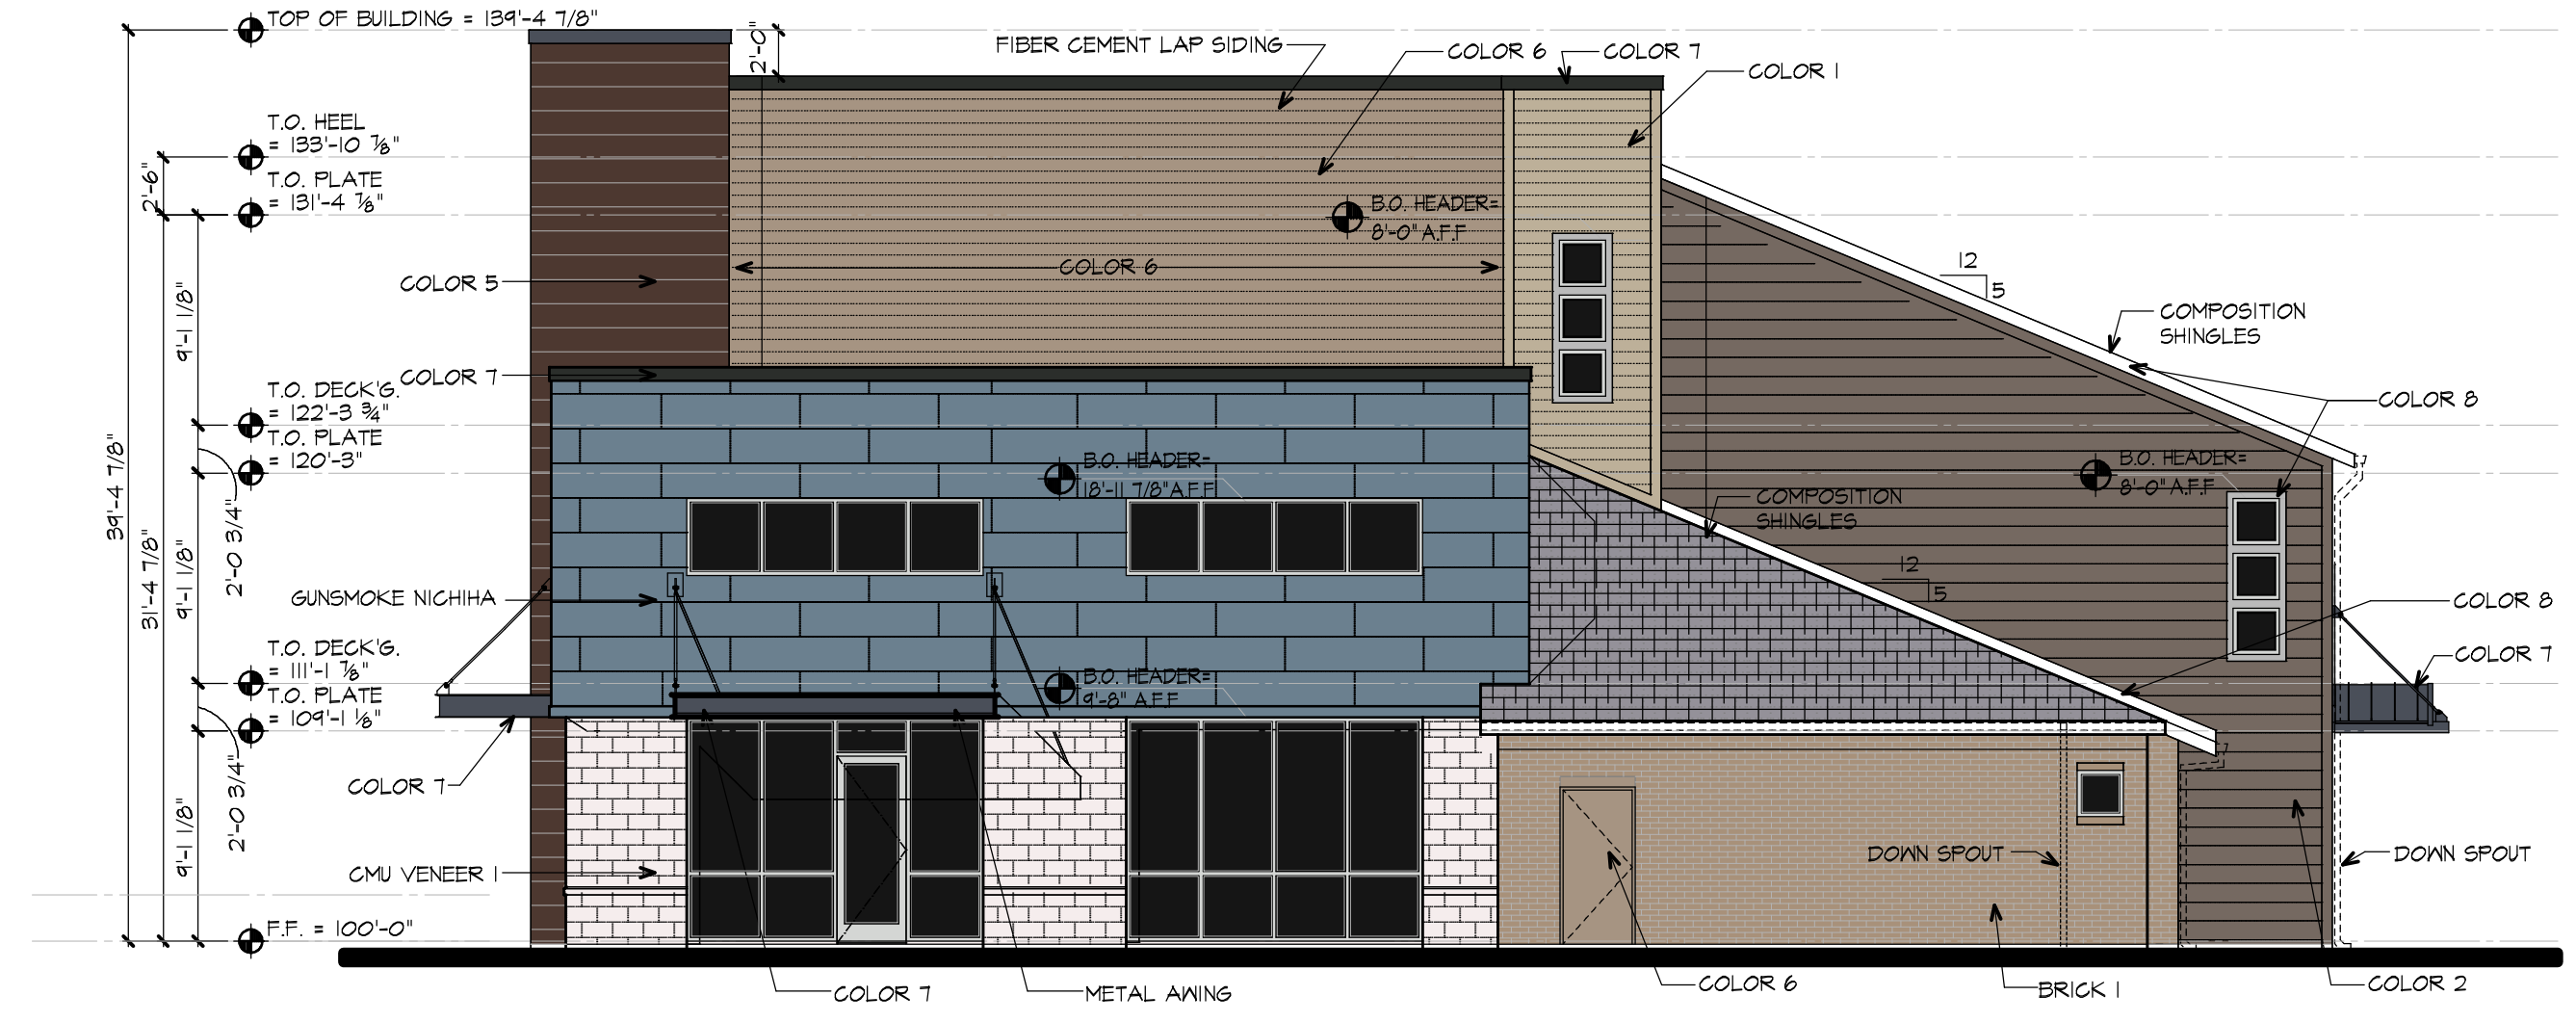 TOP OF BUILDING = 139'-4 7/8"
2'-0"
FIBER CEMENT LAP SIDING
COLOR 6
COLOR 7
COLOR 1
T.O. HEEL
= 133'-10 ⅞"
2'-6"
T.O. PLATE
= 131'-4 ⅞"
B.O. HEADER=
8'-0" A.F.F
COLOR 6
COLOR 5
12
5
COMPOSITION
SHINGLES
9'-1 1/8"
COLOR 7
T.O. DECK'G.
= 122'-3 ¾"
COLOR 8
T.O. PLATE
= 120'-3"
39'-4 7/8"
B.O. HEADER=
18'-11 7/8" A.F.F
B.O. HEADER=
8'-0" A.F.F
COMPOSITION
SHINGLES
2'-0 3/4"
31'-4 7/8"
9'-1 1/8"
12
5
GUNSMOKE NICHIHA
COLOR 8
T.O. DECK'G.
= 111'-1 ⅞"
COLOR 7
B.O. HEADER=
9'-8" A.F.F
T.O. PLATE
= 109'-1 ⅛"
COLOR 7
2'-0 3/4"
9'-1 1/8"
CMU VENEER 1
DOWN SPOUT
DOWN SPOUT
F.F. = 100'-0"
COLOR 7
METAL AWING
COLOR 6
BRICK 1
COLOR 2